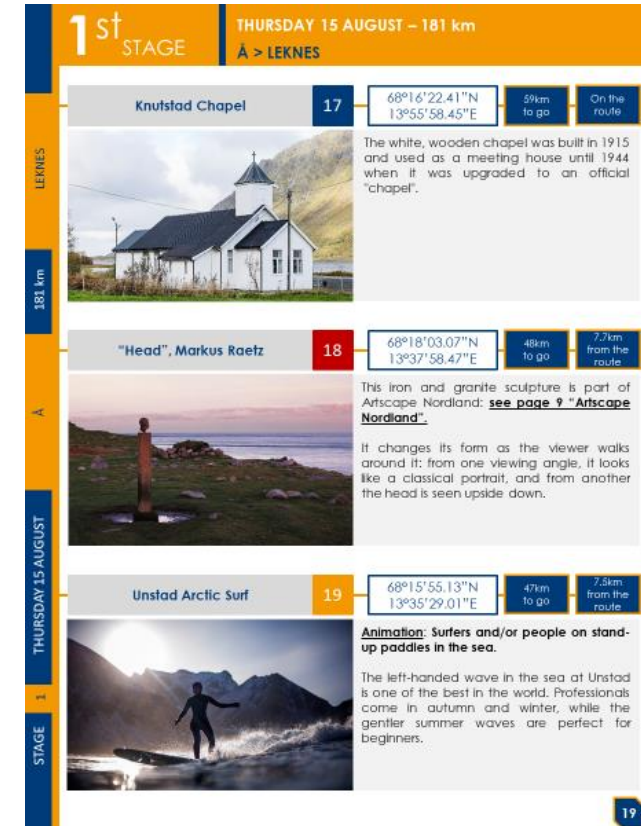 1st STAGE
THURSDAY 15 AUGUST – 181 km
Å > LEKNES
Knutstad Chapel
17
68°16'22.41"N
13°55'58.45"E
59km
to go
On the
route
The white, wooden chapel was built in 1915
and used as a meeting house until 1944
when it was upgraded to an official
"chapel".
"Head", Markus Raetz
18
68°18'03.07"N
13°37'58.47"E
48km
to go
7.7km
from the
route
This iron and granite sculpture is part of
Artscape Nordland: see page 9 "Artscape
Nordland".
It changes its form as the viewer walks
around it: from one viewing angle, it looks
like a classical portrait, and from another
the head is seen upside down.
Unstad Arctic Surf
19
68°15'55.13"N
13°35'29.01"E
47km
to go
7.5km
from the
route
Animation: Surfers and/or people on stand-
up paddles in the sea.
The left-handed wave in the sea at Unstad
is one of the best in the world. Professionals
come in autumn and winter, while the
gentler summer waves are perfect for
beginners.
STAGE
1
THURSDAY 15 AUGUST
Å
181 km
LEKNES
19